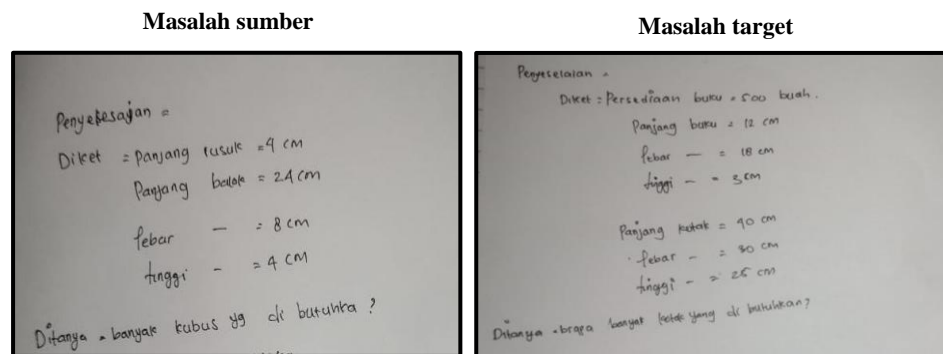 Masalah sumber
Penyelesaian =
Diket = Panjang rusuk = 4 cm
Panjang balok = 24 cm
lebar — = 8 cm
tinggi - = 4 cm
Ditanya = banyak kubus yg di butuhka ?
Masalah target
Penyeselaian =
Diket = Persediaan buku = 500 buah.
Panjang buku = 12 cm
lebar — = 18 cm
tinggi - = 3 cm
Panjang kotak = 40 cm
lebar - = 30 cm
tinggi - = 25 cm
Ditanya = brapa banyak kotak yang di butuhkan?